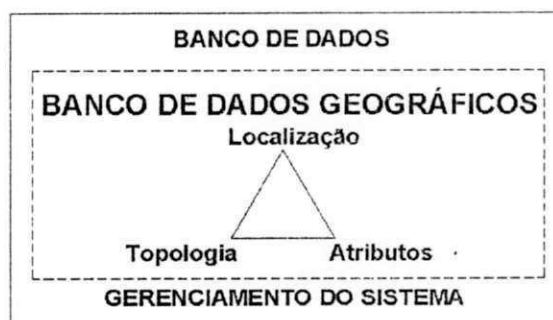 BANCO DE DADOS
BANCO DE DADOS GEOGRÁFICOS
Localização
Topologia
Atributos
GERENCIAMENTO DO SISTEMA